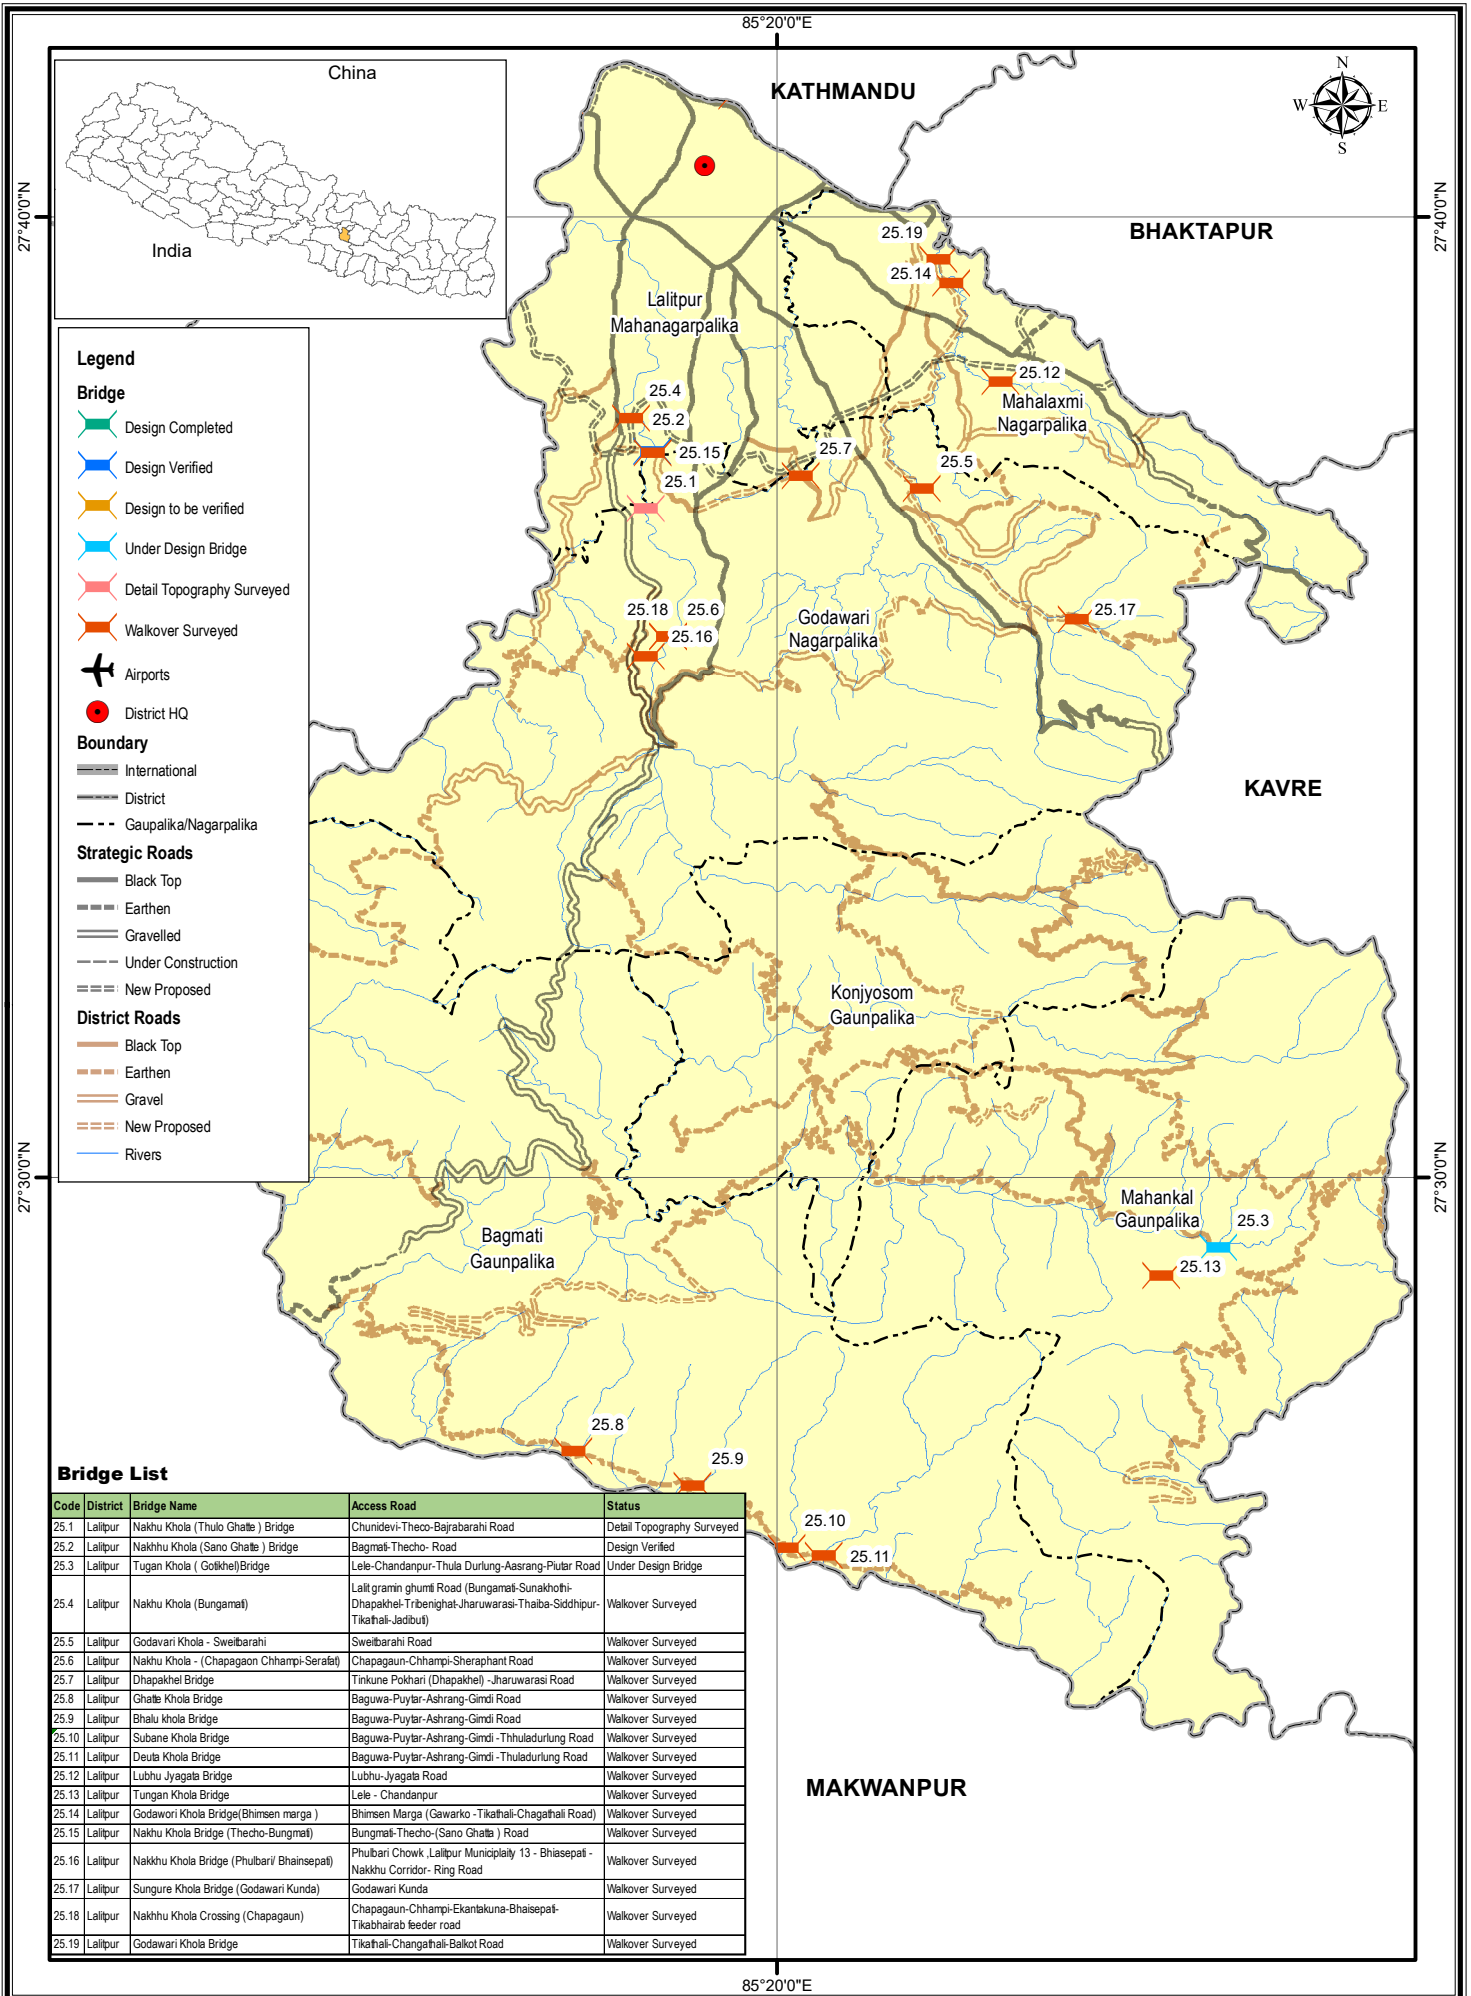 85°20'0"E
China
India
KATHMANDU
N
W
E
S
27°40'0"N
27°40'0"N
BHAKTAPUR
25.19
25.14
Lalitpur
Mahanagarpalika
25.12
Mahalaxmi
Nagarpalika
25.4
25.2
25.15
25.7
25.1
25.5
Legend
Bridge
Design Completed
Design Verified
Design to be verified
Under Design Bridge
Detail Topography Surveyed
Walkover Surveyed
Airports
District HQ
Boundary
International
District
Gaupalika/Nagarpalika
Strategic Roads
Black Top
Earthen
Gravelled
Under Construction
New Proposed
District Roads
Black Top
Earthen
Gravel
New Proposed
Rivers
25.18
25.6
25.16
25.17
Godawari
Nagarpalika
KAVRE
Konjyosom
Gaunpalika
27°30'0"N
27°30'0"N
Mahankal
Gaunpalika
25.3
25.13
Bagmati
Gaunpalika
25.8
25.9
25.10
25.11
MAKWANPUR
Bridge List
Code District Bridge Name Access Road Status
25.1 Lalitpur Nakhu Khola (Thulo Ghatte ) Bridge Chunidevi-Theco-Bajrabarahi Road Detail Topography Surveyed
25.2 Lalitpur Nakhhu Khola (Sano Ghatte ) Bridge Bagmati-Thecho- Road Design Verified
25.3 Lalitpur Tugan Khola ( Gotikhel)Bridge Lele-Chandanpur-Thula Durlung-Aasrang-Piutar Road Under Design Bridge
25.4 Lalitpur Nakhu Khola (Bungamati) Lalit gramin ghumti Road (Bungamati-Sunakhothi-
Dhapakhel-Tribenighat-Jharuwarasi-Thaiba-Siddhipur-
Tikathali-Jadibuti) Walkover Surveyed
25.5 Lalitpur Godavari Khola - Sweitbarahi Sweitbarahi Road Walkover Surveyed
25.6 Lalitpur Nakhu Khola - (Chapagaon Chhampi-Serafat) Chapagaun-Chhampi-Sheraphant Road Walkover Surveyed
25.7 Lalitpur Dhapakhel Bridge Tinkune Pokhari (Dhapakhel) -Jharuwarasi Road Walkover Surveyed
25.8 Lalitpur Ghatte Khola Bridge Baguwa-Puytar-Ashrang-Gimdi Road Walkover Surveyed
25.9 Lalitpur Bhalu khola Bridge Baguwa-Puytar-Ashrang-Gimdi Road Walkover Surveyed
25.10 Lalitpur Subane Khola Bridge Baguwa-Puytar-Ashrang-Gimdi -Thhuladurlung Road Walkover Surveyed
25.11 Lalitpur Deuta Khola Bridge Baguwa-Puytar-Ashrang-Gimdi -Thuladurlung Road Walkover Surveyed
25.12 Lalitpur Lubhu Jyagata Bridge Lubhu-Jyagata Road Walkover Surveyed
25.13 Lalitpur Tungan Khola Bridge Lele - Chandanpur Walkover Surveyed
25.14 Lalitpur Godawori Khola Bridge(Bhimsen marga ) Bhimsen Marga (Gawarko -Tikathali-Chagathali Road) Walkover Surveyed
25.15 Lalitpur Nakhu Khola Bridge (Thecho-Bungmati) Bungmati-Thecho-(Sano Ghatta ) Road Walkover Surveyed
25.16 Lalitpur Nakkhu Khola Bridge (Phulbari/ Bhainsepati) Phulbari Chowk ,Lalitpur Municiplaity 13 - Bhiasepati -
Nakkhu Corridor- Ring Road Walkover Surveyed
25.17 Lalitpur Sungure Khola Bridge (Godawari Kunda) Godawari Kunda Walkover Surveyed
25.18 Lalitpur Nakhhu Khola Crossing (Chapagaun) Chapagaun-Chhampi-Ekantakuna-Bhaisepati-
Tikabhairab feeder road Walkover Surveyed
25.19 Lalitpur Godawari Khola Bridge Tikathali-Changathali-Balkot Road Walkover Surveyed
85°20'0"E